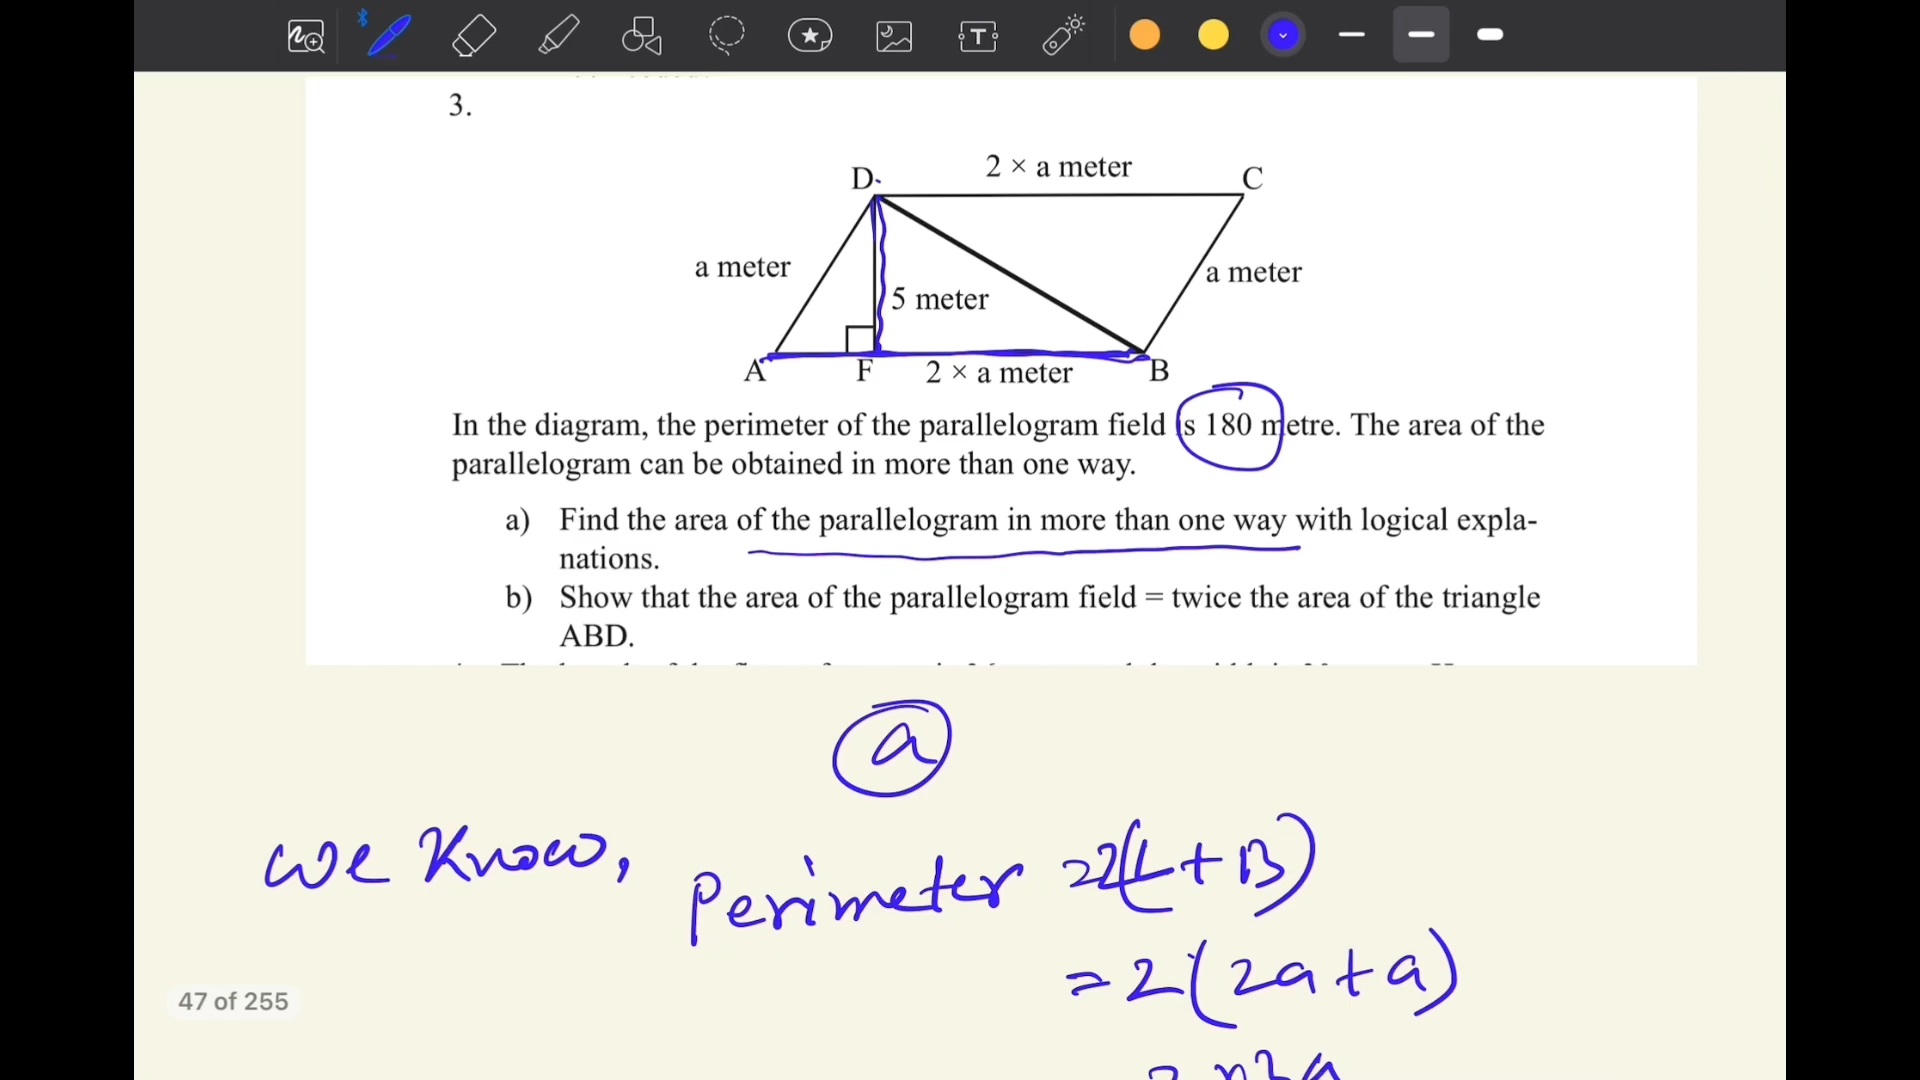 T
3.
D
2 × a meter
C
a meter
a meter
5 meter
A
F
2 × a meter
B
In the diagram, the perimeter of the parallelogram field is 180 metre. The area of the
parallelogram can be obtained in more than one way.
a) Find the area of the parallelogram in more than one way with logical expla-
nations.
b) Show that the area of the parallelogram field = twice the area of the triangle
ABD.
a
We Know,
Perimeter = 2(L+B)
= 2(2a+a)
47 of 255